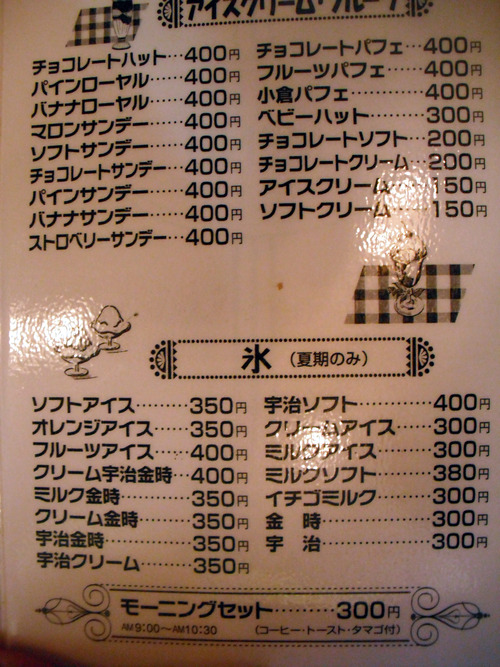 アイスクリーム・フルーツ
チョコレートハット…400円
パインローヤル……400円
バナナローヤル……400円
マロンサンデー……400円
ソフトサンデー……400円
チョコレートサンデー…400円
パインサンデー……400円
バナナサンデー……400円
ストロベリーサンデー…400円
チョコレートパフェ…400円
フルーツパフェ……400円
小倉パフェ…………400円
ベビーハット………300円
チョコレートソフト…200円
チョコレートクリーム…200円
アイスクリーム……150円
ソフトクリーム……150円
氷（夏期のみ）
ソフトアイス………350円
オレンジアイス……350円
フルーツアイス……400円
クリーム宇治金時…400円
ミルク金時…………350円
クリーム金時………350円
宇治金時……………350円
宇治クリーム………350円
宇治ソフト…………400円
クリームアイス……300円
ミルクアイス………300円
ミルクソフト………380円
イチゴミルク………300円
金　時………………300円
宇　治………………300円
モーニングセット………300円
AM9:00〜AM10:30　（コーヒー・トースト・タマゴ付）